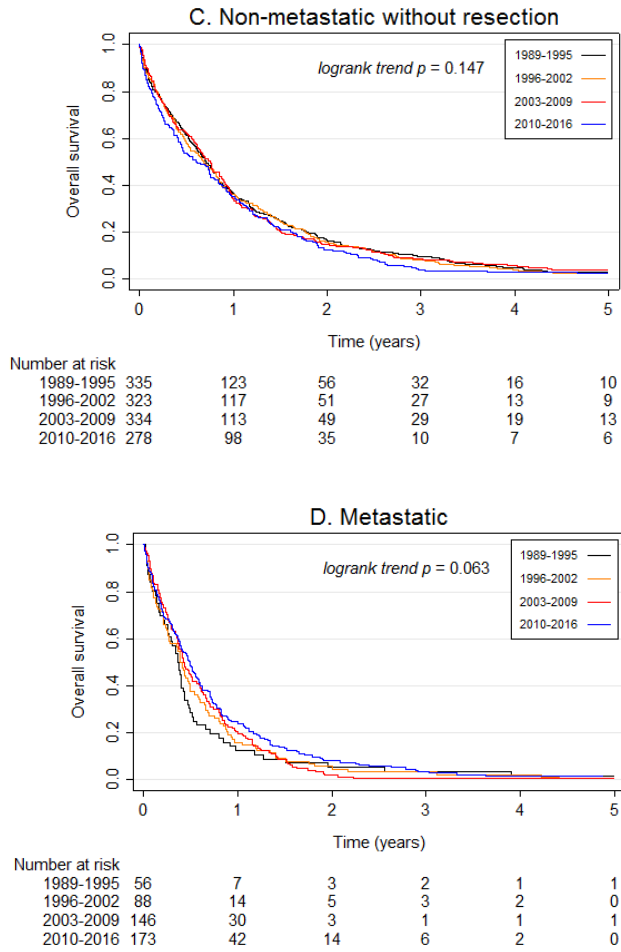 C. Non-metastatic without resection
logrank trend p = 0.147
1989-1995
1996-2002
2003-2009
2010-2016
Overall survival
1.0
0.8
0.6
0.4
0.2
0.0
0 1 2 3 4 5
Time (years)
Number at risk
1989-1995 335 123 56 32 16 10
1996-2002 323 117 51 27 13 9
2003-2009 334 113 49 29 19 13
2010-2016 278 98 35 10 7 6
D. Metastatic
logrank trend p = 0.063
1989-1995
1996-2002
2003-2009
2010-2016
Overall survival
1.0
0.8
0.6
0.4
0.2
0.0
0 1 2 3 4 5
Time (years)
Number at risk
1989-1995 56 7 3 2 1 1
1996-2002 88 14 5 3 2 0
2003-2009 146 30 3 1 1 1
2010-2016 173 42 14 6 2 0